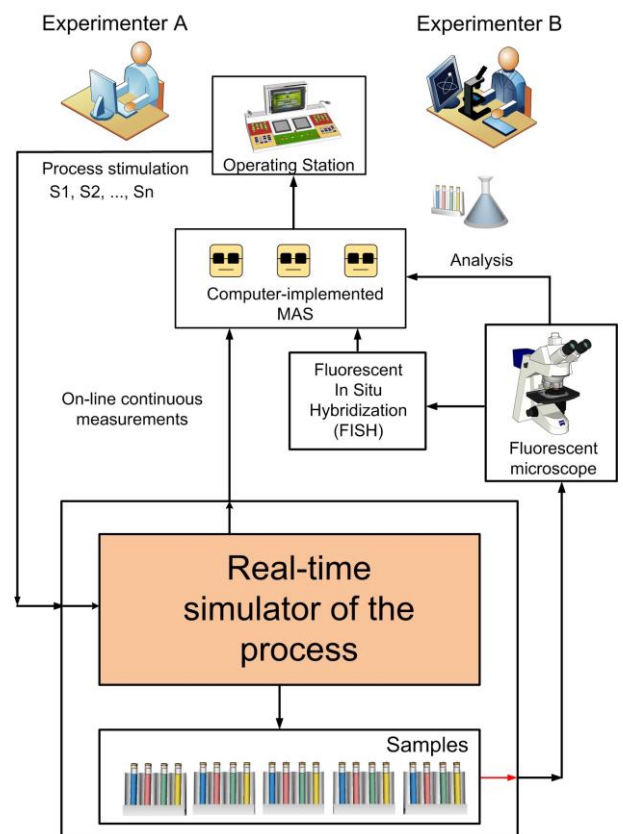 Experimenter A
Experimenter B
Operating Station
Process stimulation
S1, S2, ..., Sn
Computer-implemented
MAS
Analysis
On-line continuous
measurements
Fluorescent
In Situ
Hybridization
(FISH)
Fluorescent
microscope
Real-time
simulator of the
process
Samples